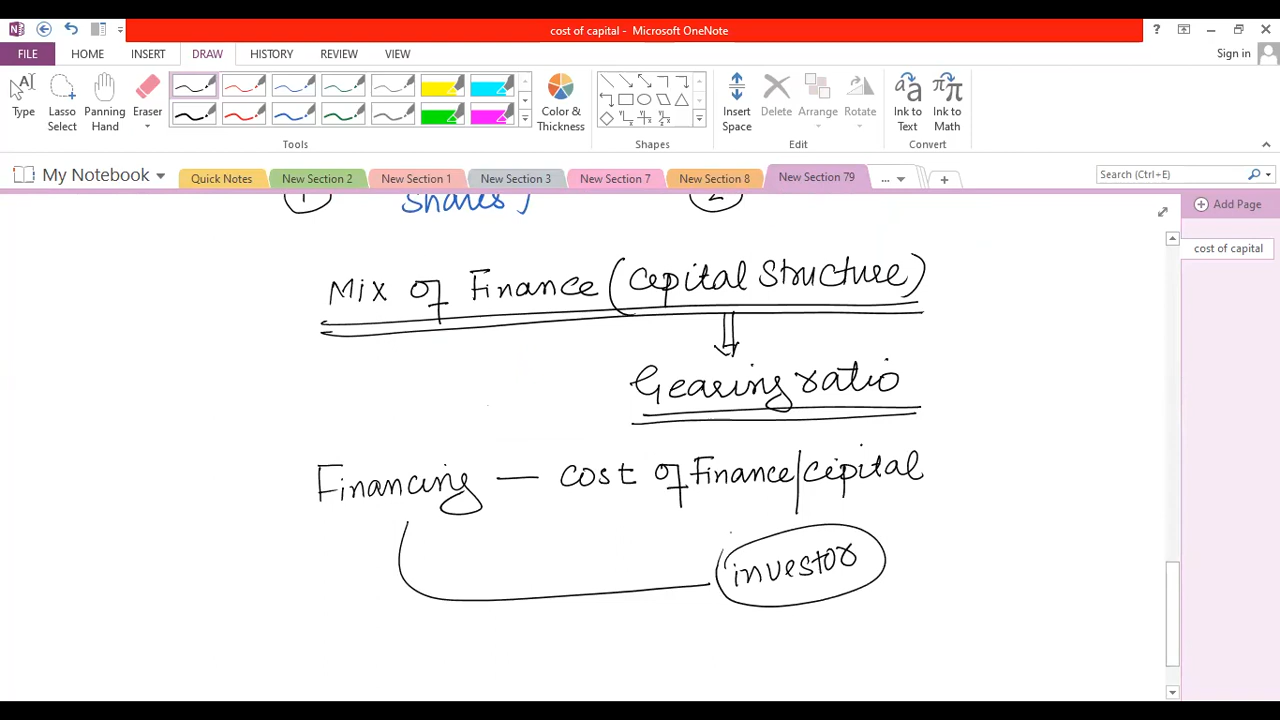 cost of capital - Microsoft OneNote
FILE HOME INSERT DRAW HISTORY REVIEW VIEW Sign in
Type Lasso Select Panning Hand Eraser Color & Thickness Insert Space Delete Arrange Rotate Ink to Text Ink to Math
Tools Shapes Edit Convert
My Notebook Quick Notes New Section 2 New Section 1 New Section 3 New Section 7 New Section 8 New Section 79 ... Search (Ctrl+E)
Add Page
cost of capital
1 Shares) 2
Mix of Finance (Cepital Structure)
Gearing ratio
Financing — cost of Finance/cepital
investor